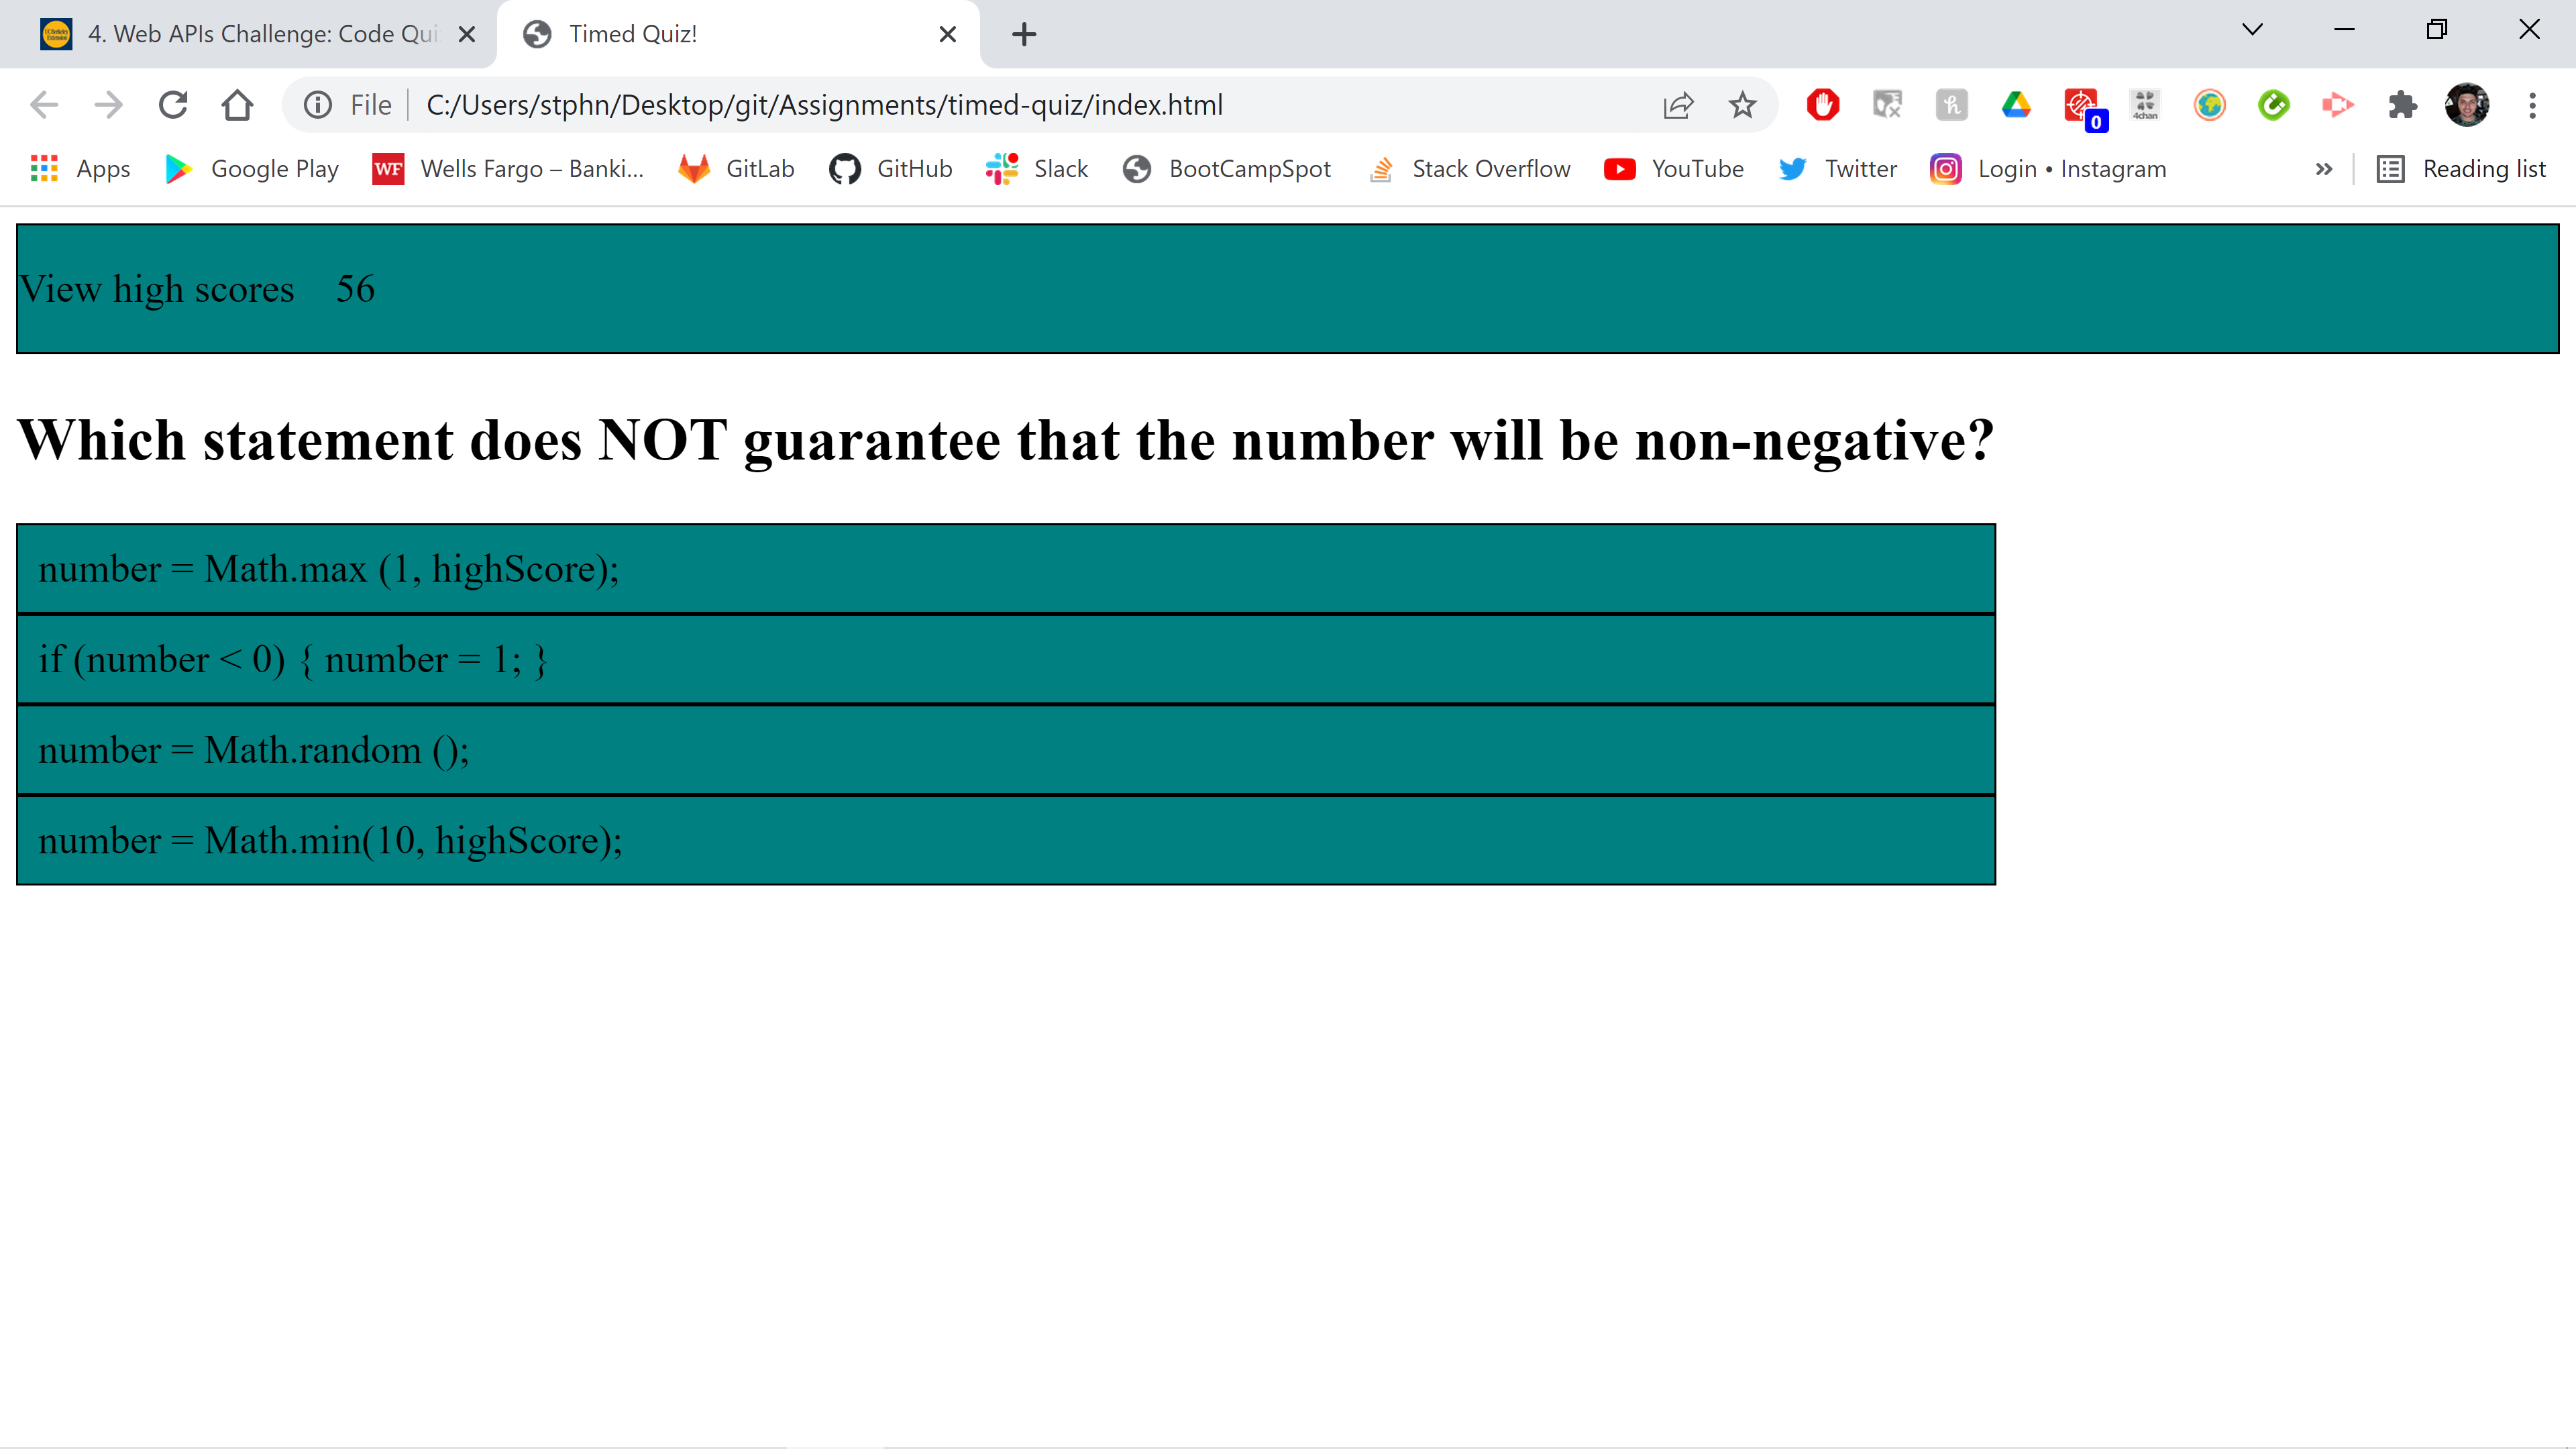 4. Web APIs Challenge: Code Qui
Timed Quiz!
File
C:/Users/stphn/Desktop/git/Assignments/timed-quiz/index.html
0
4chan
Apps
Google Play
WF
Wells Fargo – Banki...
GitLab
GitHub
Slack
BootCampSpot
Stack Overflow
YouTube
Twitter
Login • Instagram
»
Reading list
View high scores 56
Which statement does NOT guarantee that the number will be non-negative?
number = Math.max (1, highScore);
if (number < 0) { number = 1; }
number = Math.random ();
number = Math.min(10, highScore);